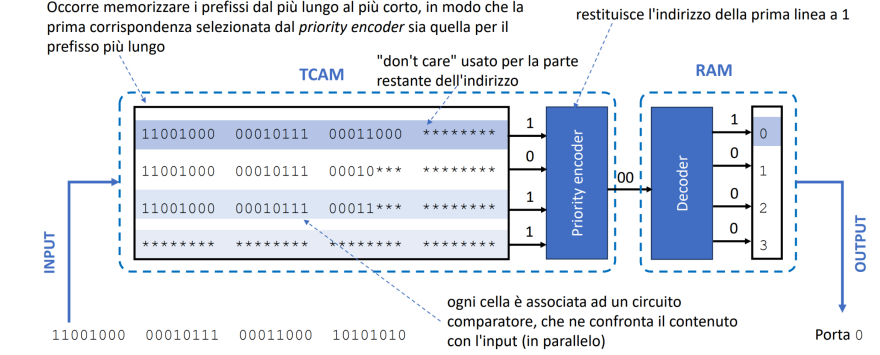 Occorre memorizzare i prefissi dal più lungo al più corto, in modo che la
prima corrispondenza selezionata dal priority encoder sia quella per il
prefisso più lungo
restituisce l'indirizzo della prima linea a 1
"don't care" usato per la parte
restante dell'indirizzo
TCAM
RAM
11001000 00010111 00011000 ********
11001000 00010111 00010*** ********
11001000 00010111 00011*** ********
******** ******** ******** ********
1
0
1
1
Priority encoder
00
Decoder
1
0
0
0
0
1
2
3
INPUT
OUTPUT
ogni cella è associata ad un circuito
comparatore, che ne confronta il contenuto
con l'input (in parallelo)
11001000 00010111 00011000 10101010
Porta 0